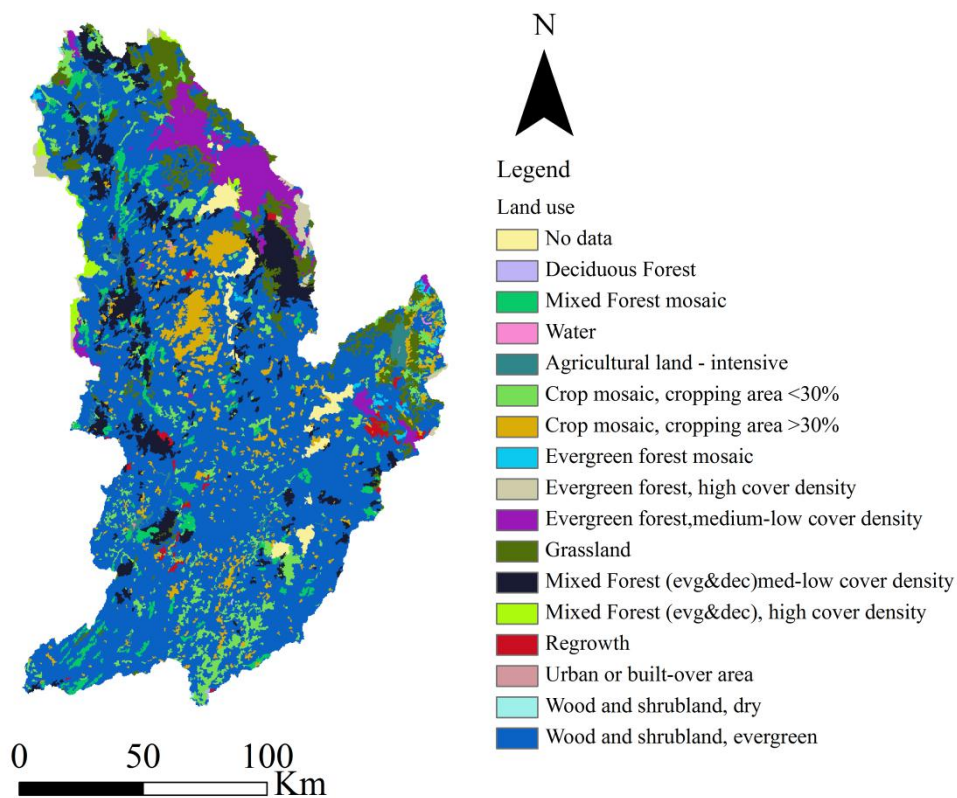 N
Legend
Land use
No data
Deciduous Forest
Mixed Forest mosaic
Water
Agricultural land - intensive
Crop mosaic, cropping area <30%
Crop mosaic, cropping area >30%
Evergreen forest mosaic
Evergreen forest, high cover density
Evergreen forest,medium-low cover density
Grassland
Mixed Forest (evg&dec)med-low cover density
Mixed Forest (evg&dec), high cover density
Regrowth
Urban or built-over area
Wood and shrubland, dry
Wood and shrubland, evergreen
0 50 100
Km